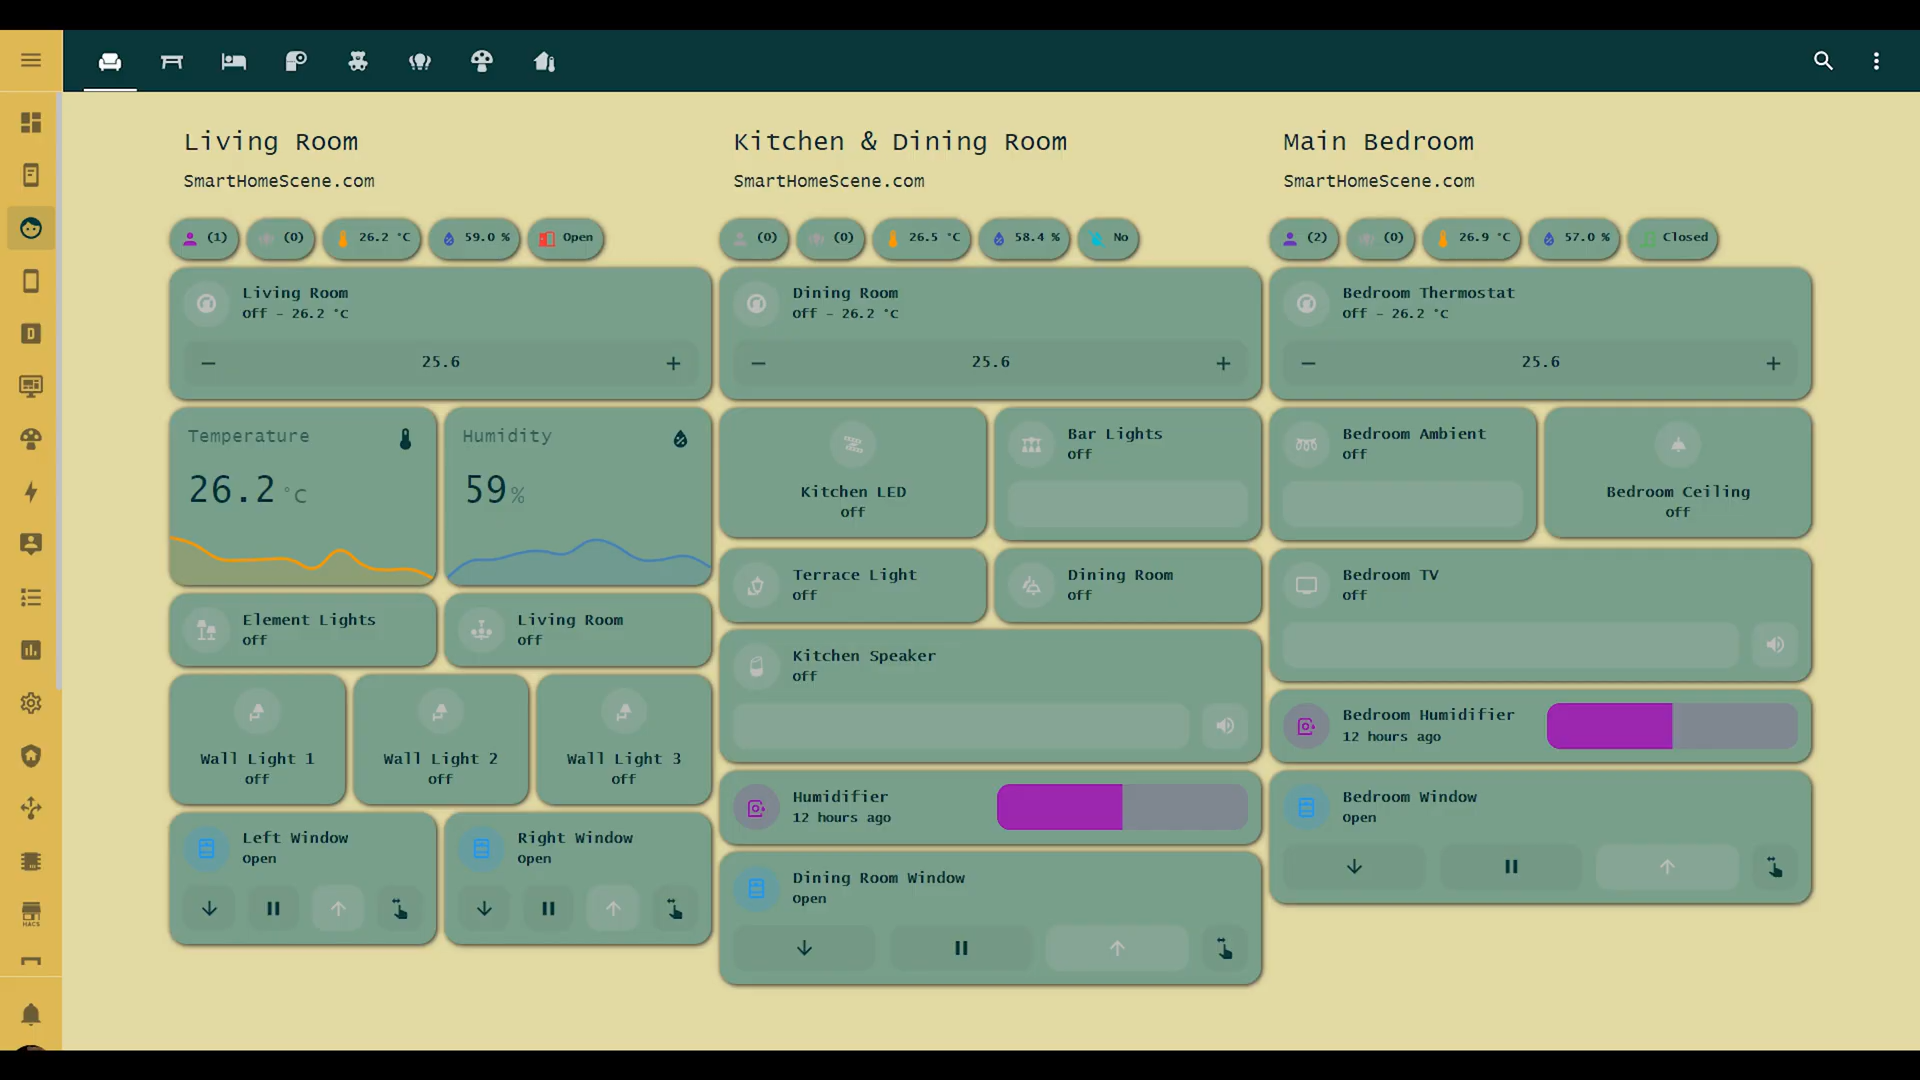 Living Room
SmartHomeScene.com
(1) (0) 26.2 °C 59.0 % Open
Living Room
Off - 26.2 °C
25.6
Temperature
26.2 °C
Humidity
59 %
Element Lights
Off
Living Room
Off
Wall Light 1
Off
Wall Light 2
Off
Wall Light 3
Off
Left Window
Open
Right Window
Open
Kitchen & Dining Room
SmartHomeScene.com
(0) (0) 26.5 °C 58.4 % No
Dining Room
Off - 26.2 °C
25.6
Kitchen LED
Off
Bar Lights
Off
Terrace Light
Off
Dining Room
Off
Kitchen Speaker
Off
Humidifier
12 hours ago
Dining Room Window
Open
Main Bedroom
SmartHomeScene.com
(2) (0) 26.9 °C 57.0 % Closed
Bedroom Thermostat
Off - 26.2 °C
25.6
Bedroom Ambient
Off
Bedroom Ceiling
Off
Bedroom TV
Off
Bedroom Humidifier
12 hours ago
Bedroom Window
Open
D
HACS